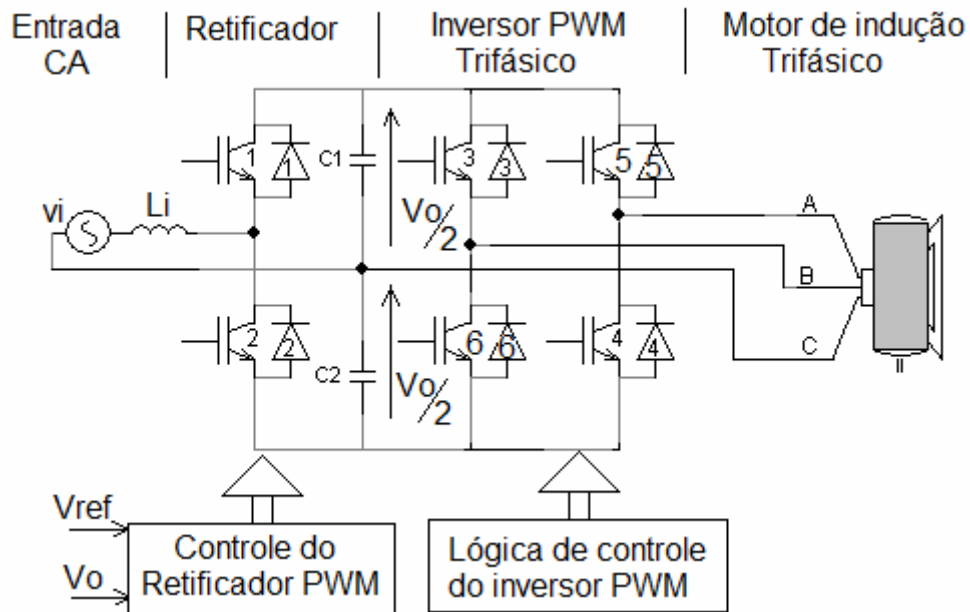 Entrada
CA
Retificador
Inversor PWM
Trifásico
Motor de indução
Trifásico
1
1
C1
Vo/2
3
3
5
5
vi
Li
A
B
C
2
2
C2
Vo/2
6
6
4
4
Vref
Vo
Controle do
Retificador PWM
Lógica de controle
do inversor PWM